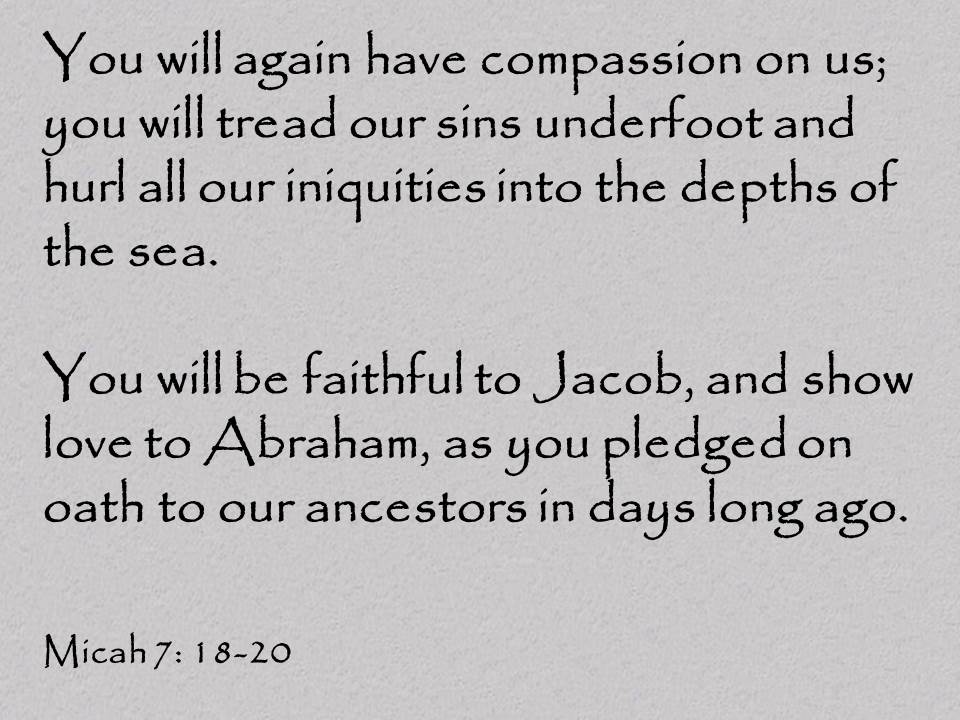 You will again have compassion on us;
you will tread our sins underfoot and
hurl all our iniquities into the depths of
the sea.
You will be faithful to Jacob, and show
love to Abraham, as you pledged on
oath to our ancestors in days long ago.
Micah 7: 18-20